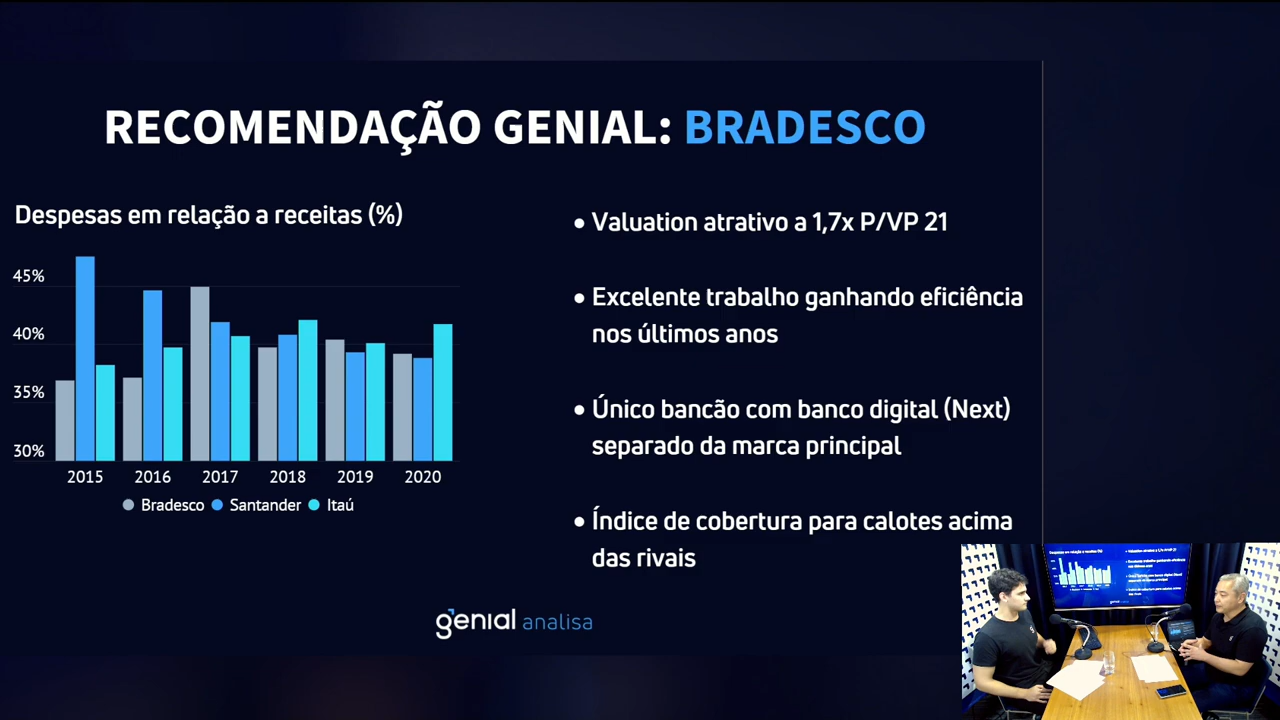 RECOMENDAÇÃO GENIAL: BRADESCO
Despesas em relação a receitas (%)
45%
40%
35%
30%
2015 2016 2017 2018 2019 2020
Bradesco Santander Itaú
• Valuation atrativo a 1,7x P/VP 21
• Excelente trabalho ganhando eficiência
nos últimos anos
• Único bancão com banco digital (Next)
separado da marca principal
• Índice de cobertura para calotes acima
das rivais
genial analisa